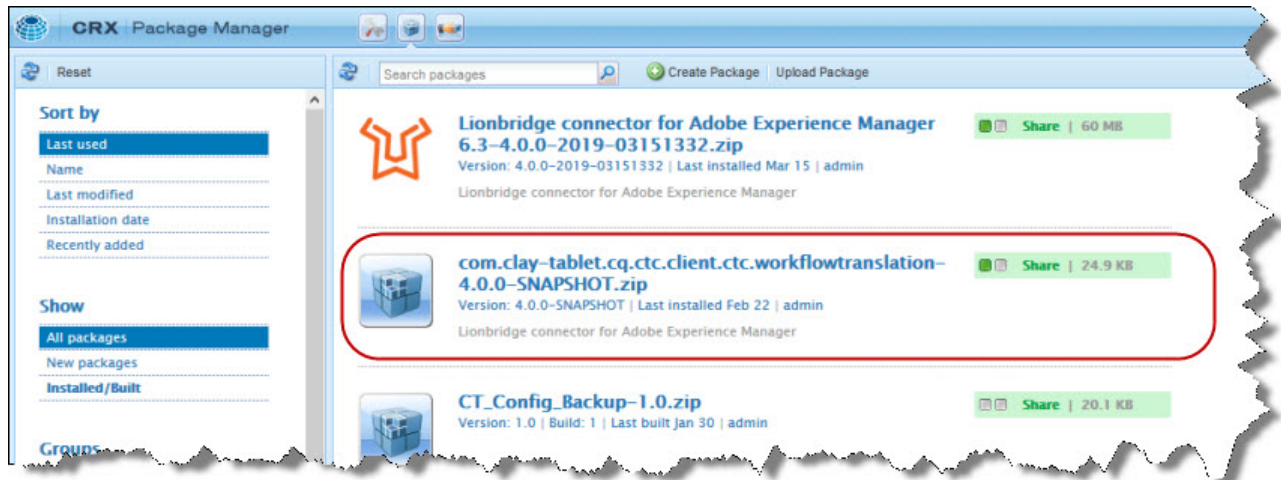 CRX Package Manager
Reset
Search packages
Create Package
Upload Package
Sort by
Last used
Name
Last modified
Installation date
Recently added
Show
All packages
New packages
Installed/Built
Groups
Lionbridge connector for Adobe Experience Manager
6.3-4.0.0-2019-03151332.zip
Version: 4.0.0-2019-03151332 | Last installed Mar 15 | admin
Lionbridge connector for Adobe Experience Manager
Share | 60 MB
com.clay-tablet.cq.ctc.client.ctc.workflowtranslation-
4.0.0-SNAPSHOT.zip
Version: 4.0.0-SNAPSHOT | Last installed Feb 22 | admin
Lionbridge connector for Adobe Experience Manager
Share | 24.9 KB
CT_Config_Backup-1.0.zip
Version: 1.0 | Build: 1 | Last built Jan 30 | admin
Share | 20.1 KB